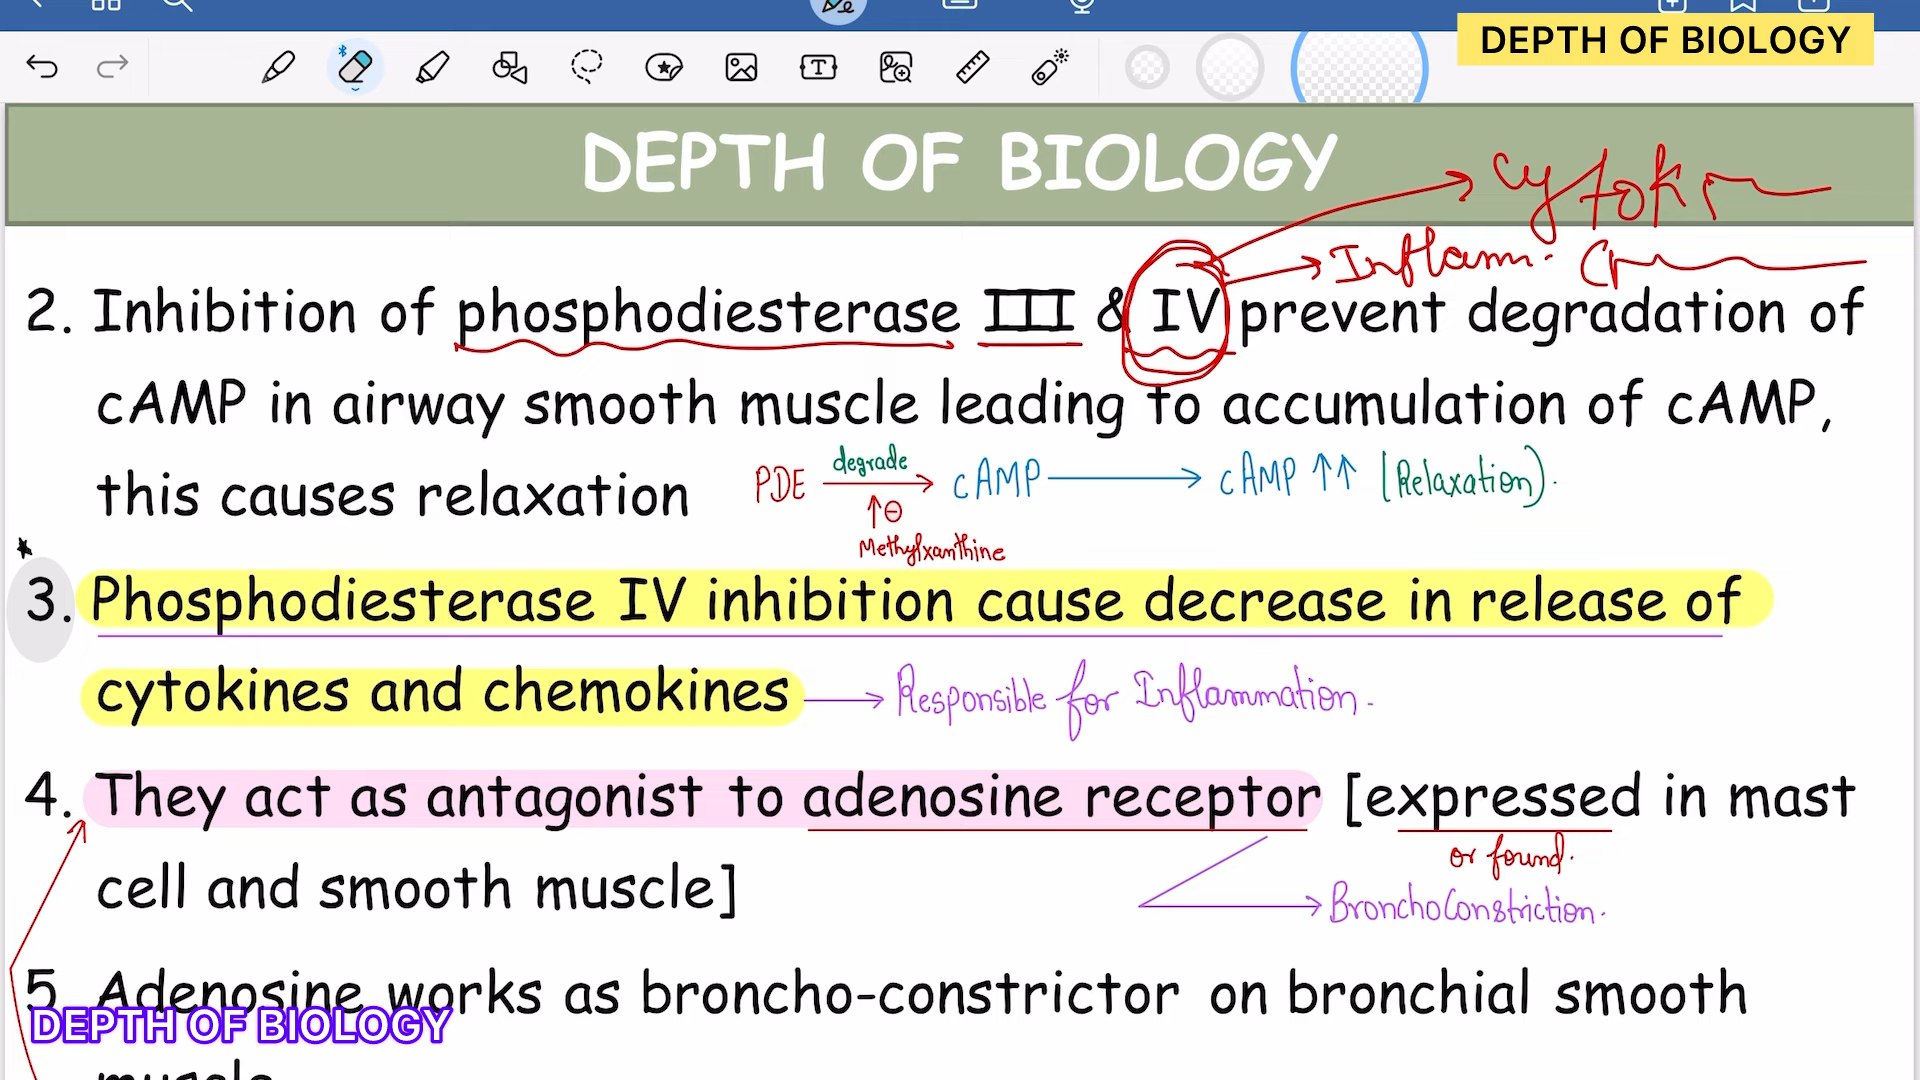 DEPTH OF BIOLOGY
DEPTH OF BIOLOGY
Inflam.
2. Inhibition of phosphodiesterase III & IV prevent degradation of
cAMP in airway smooth muscle leading to accumulation of cAMP,
this causes relaxation
PDE degrade cAMP cAMP ↑↑ (Relaxation).
↑⊖
Methylxanthine
3. Phosphodiesterase IV inhibition cause decrease in release of
cytokines and chemokines → Responsible for Inflammation.
4. They act as antagonist to adenosine receptor [expressed in mast
or found.
cell and smooth muscle]
BronchoConstriction.
5. Adenosine works as broncho-constrictor on bronchial smooth
DEPTH OF BIOLOGY